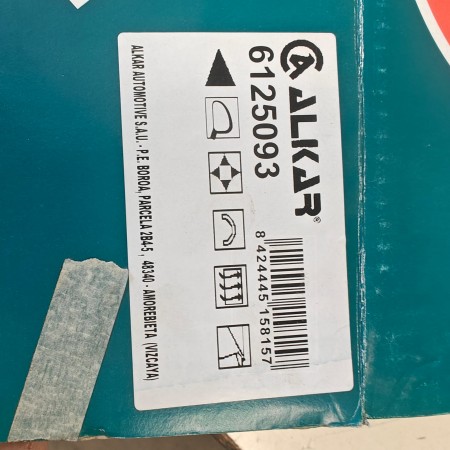 ALKAR®
6125093
8 424445 158157
ALKAR AUTOMOTIVE S.A.U. - P.E. BOROA, PARCELA 2B4-5 , 48340 - AMOREBIETA (VIZCAYA)